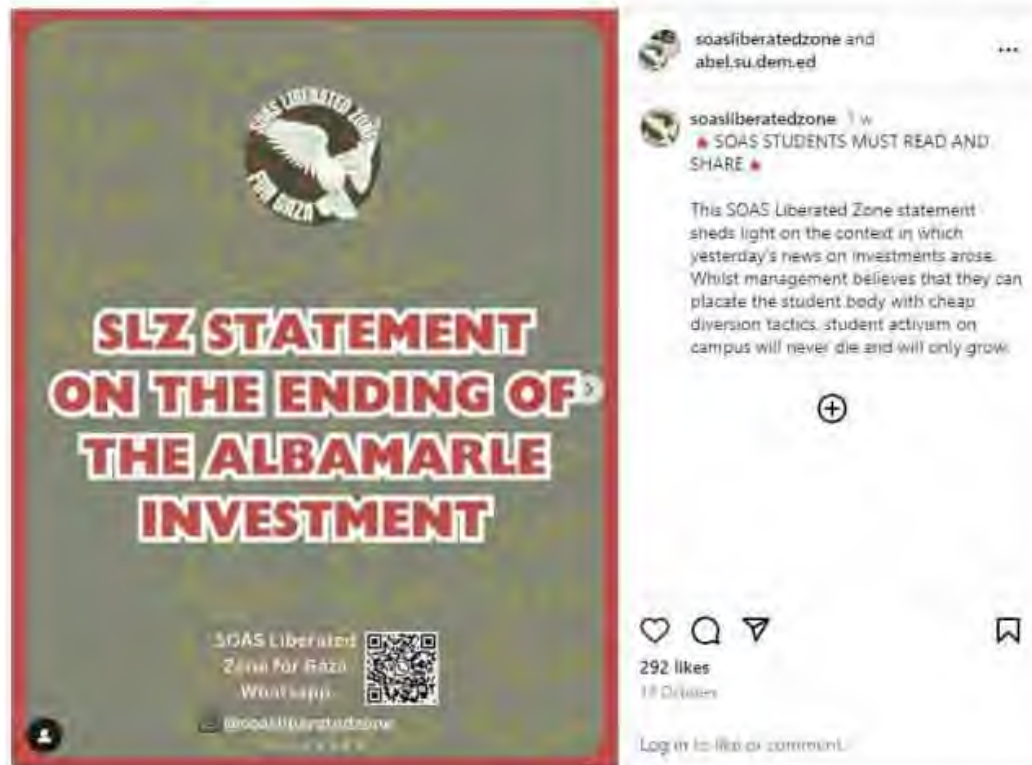 SOAS LIBERATED ZONE
FOR GAZA
SLZ STATEMENT
ON THE ENDING OF
THE ALBAMARLE
INVESTMENT
SOAS Liberated
Zone for Gaza
Whatsapp
@soasliberatedzone
soasliberatedzone and
abel.su.dem.ed
soasliberatedzone 1 w
🔥 SOAS STUDENTS MUST READ AND
SHARE 🔥
This SOAS Liberated Zone statement
sheds light on the context in which
yesterday's news on investments arose.
Whilst management believes that they can
placate the student body with cheap
diversion tactics, student activism on
campus will never die and will only grow.
292 likes
October
Log in to like or comment.